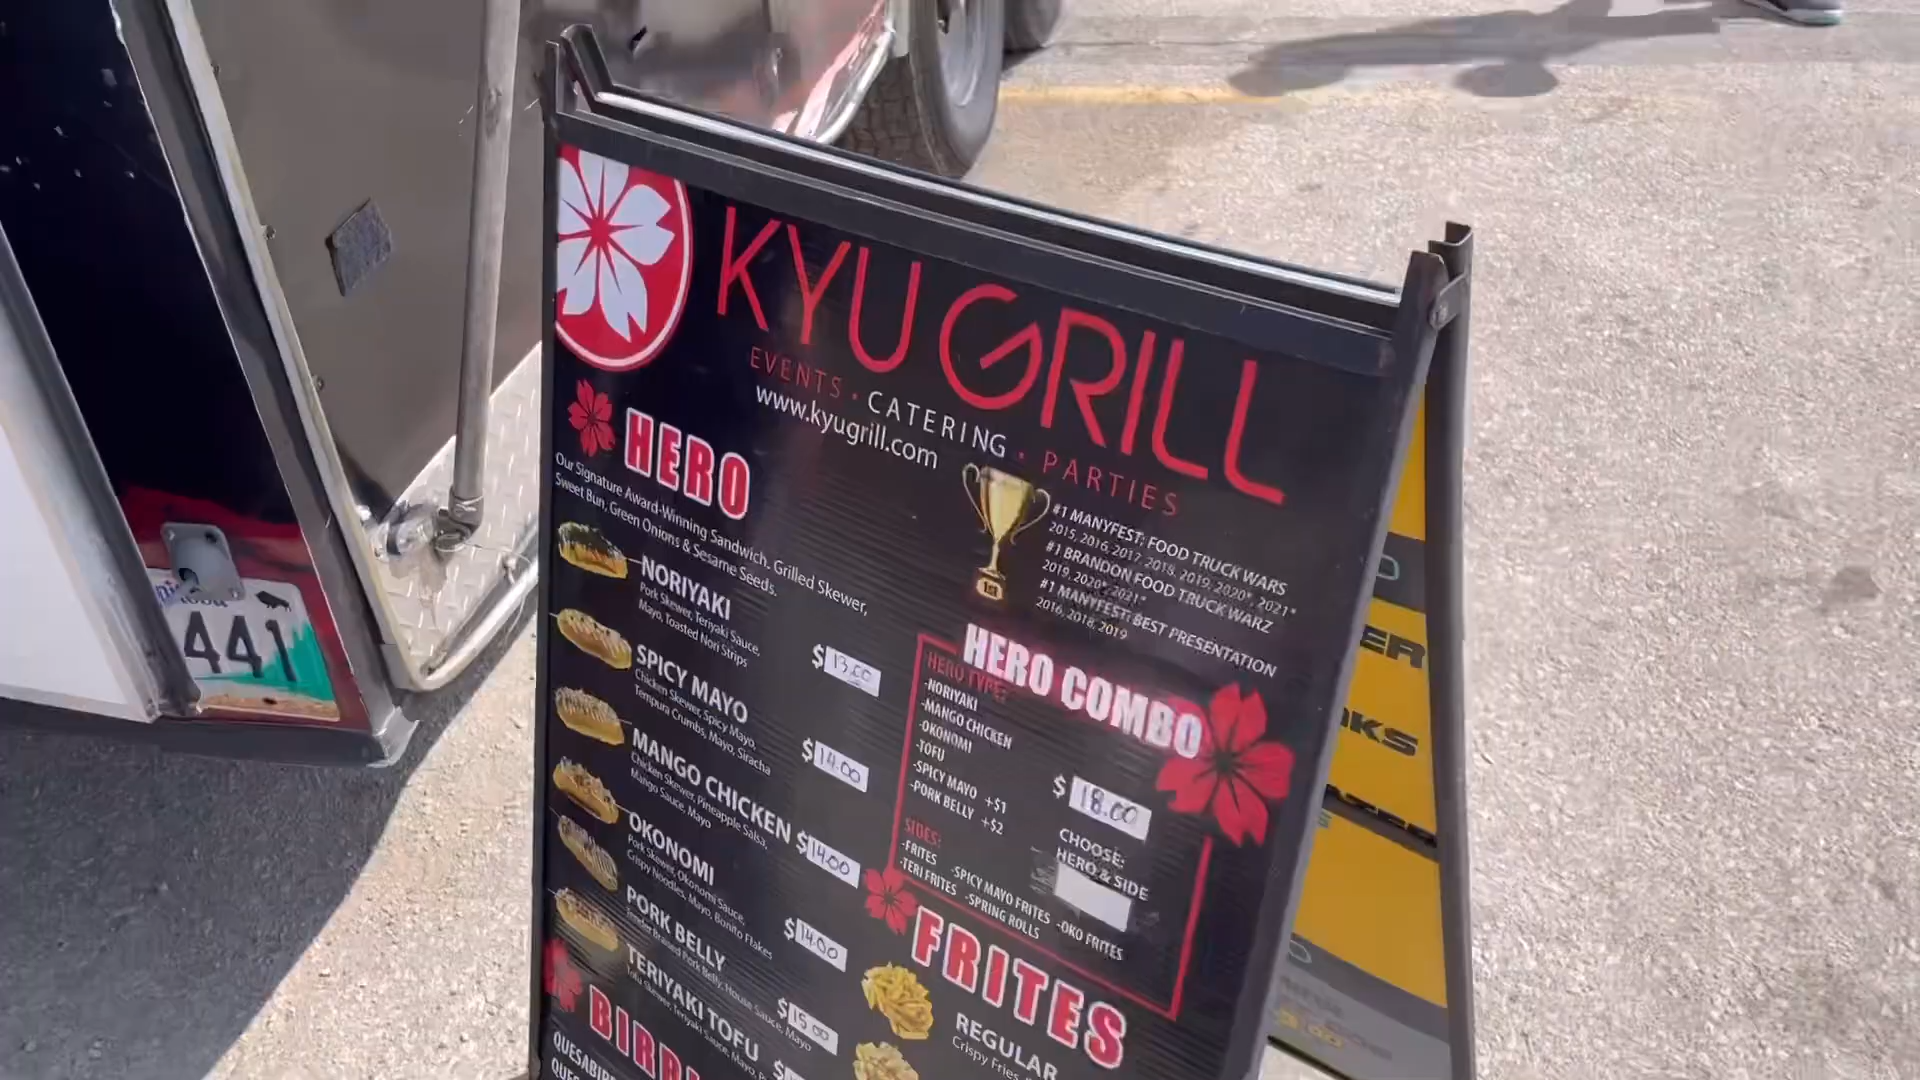 KYU GRILL
EVENTS · CATERING · PARTIES
www.kyugrill.com
HERO
Our Signature Award-Winning Sandwich. Grilled Skewer,
Sweet Bun, Green Onions & Sesame Seeds.
NORIYAKI
Pork Skewer, Teriyaki Sauce,
Mayo, Toasted Nori Strips
$13.00
SPICY MAYO
Chicken Skewer, Spicy Mayo,
Tempura Crumbs, Mayo, Siracha
$14.00
MANGO CHICKEN $14.00
Chicken Skewer, Pineapple Salsa,
Mango Sauce, Mayo
OKONOMI
Pork Skewer, Okonomi Sauce,
Crispy Noodles, Mayo, Bonito Flakes
$14.00
PORK BELLY
Tender Braised Pork Belly, House Sauce, Mayo
$15.00
TERIYAKI TOFU
Tofu Skewer, Teriyaki Sauce, Mayo,
$
#1 MANYFEST: FOOD TRUCK WARS
2015, 2016, 2017, 2018, 2019, 2020*, 2021*
#1 BRANDON FOOD TRUCK WARZ
2019, 2020*, 2021*
#1 MANYFEST: BEST PRESENTATION
2016, 2018, 2019
HERO COMBO
HERO TYPE:
-NORIYAKI
-MANGO CHICKEN
-OKONOMI
-TOFU
-SPICY MAYO +$1
-PORK BELLY +$2
$18.00
CHOOSE:
HERO & SIDE
SIDES:
-FRITES -SPICY MAYO FRITES -OKO FRITES
-TERI FRITES -SPRING ROLLS
FRITES
REGULAR
Crispy Fries,
441